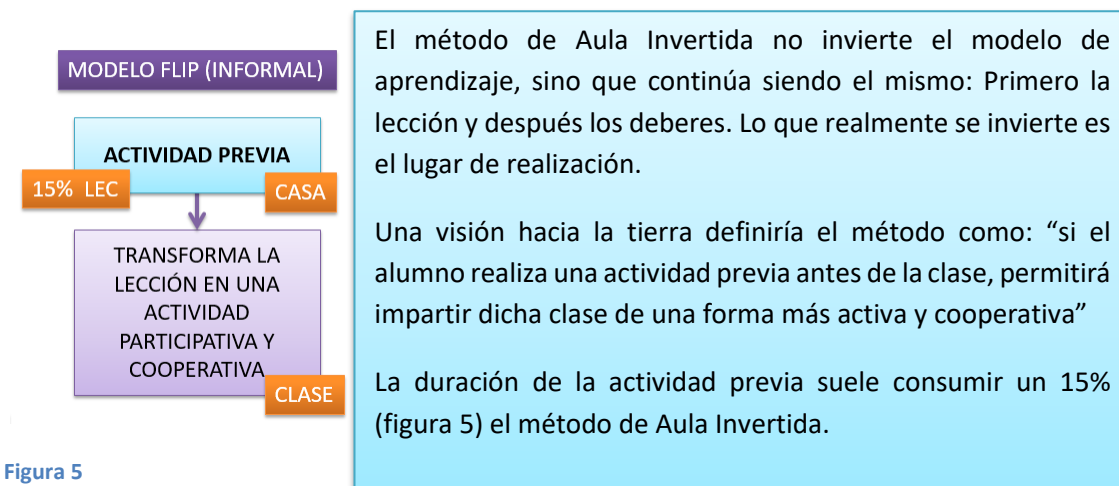 MODELO FLIP (INFORMAL)
ACTIVIDAD PREVIA
15% LEC
CASA
TRANSFORMA LA
LECCIÓN EN UNA
ACTIVIDAD
PARTICIPATIVA Y
COOPERATIVA
CLASE
Figura 5
El método de Aula Invertida no invierte el modelo de
aprendizaje, sino que continúa siendo el mismo: Primero la
lección y después los deberes. Lo que realmente se invierte es
el lugar de realización.
Una visión hacia la tierra definiría el método como: “si el
alumno realiza una actividad previa antes de la clase, permitirá
impartir dicha clase de una forma más activa y cooperativa”
La duración de la actividad previa suele consumir un 15%
(figura 5) el método de Aula Invertida.